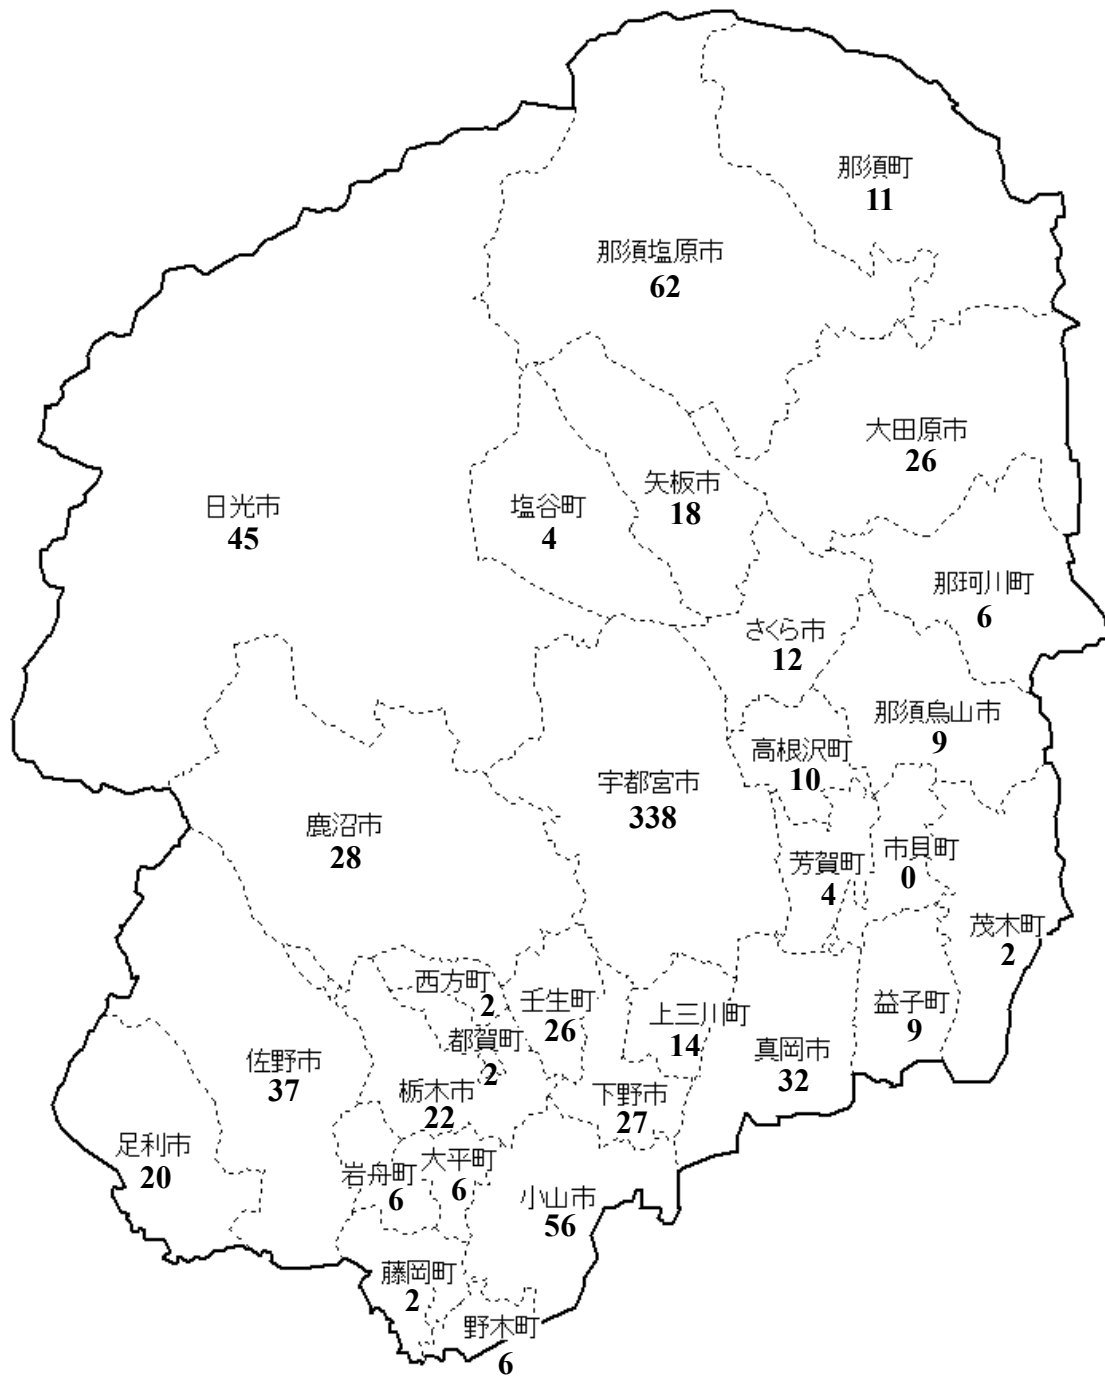 那須町
11
那須塩原市
62
大田原市
26
矢板市
18
塩谷町
4
日光市
45
那珂川町
6
さくら市
12
那須烏山市
9
高根沢町
10
宇都宮市
338
鹿沼市
28
市貝町
0
芳賀町
4
茂木町
2
西方町
2
壬生町
26
上三川町
14
益子町
9
都賀町
2
真岡市
32
佐野市
37
栃木市
22
下野市
27
足利市
20
岩舟町
6
大平町
6
小山市
56
藤岡町
2
野木町
6